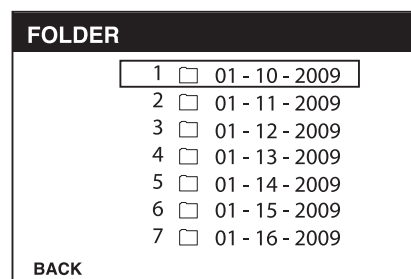 FOLDER
1 01 - 10 - 2009
2 01 - 11 - 2009
3 01 - 12 - 2009
4 01 - 13 - 2009
5 01 - 14 - 2009
6 01 - 15 - 2009
7 01 - 16 - 2009
BACK